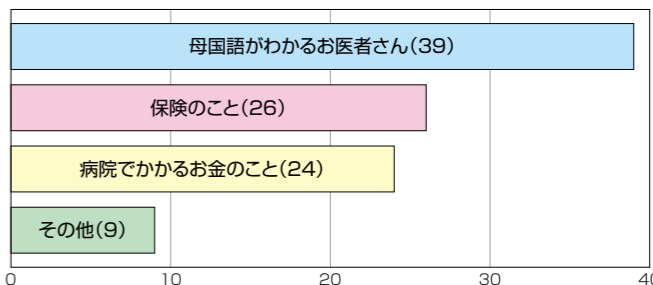 母国語がわかるお医者さん(39)
保険のこと(26)
病院でかかるお金のこと(24)
その他(9)
0 10 20 30 40